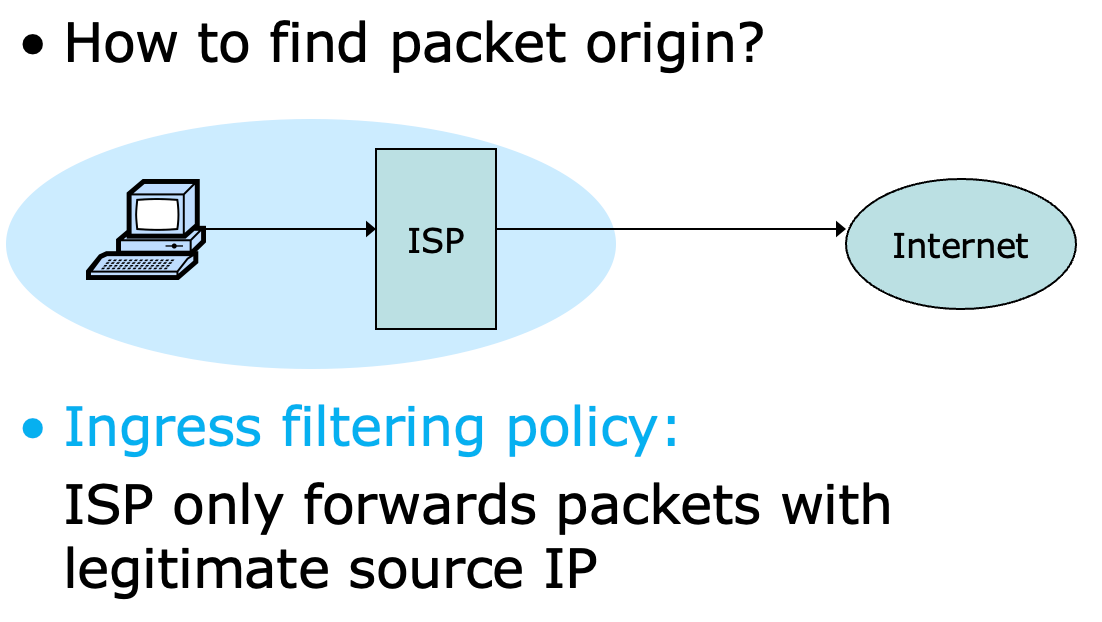 • How to find packet origin?
ISP
Internet
• Ingress filtering policy:
ISP only forwards packets with
legitimate source IP